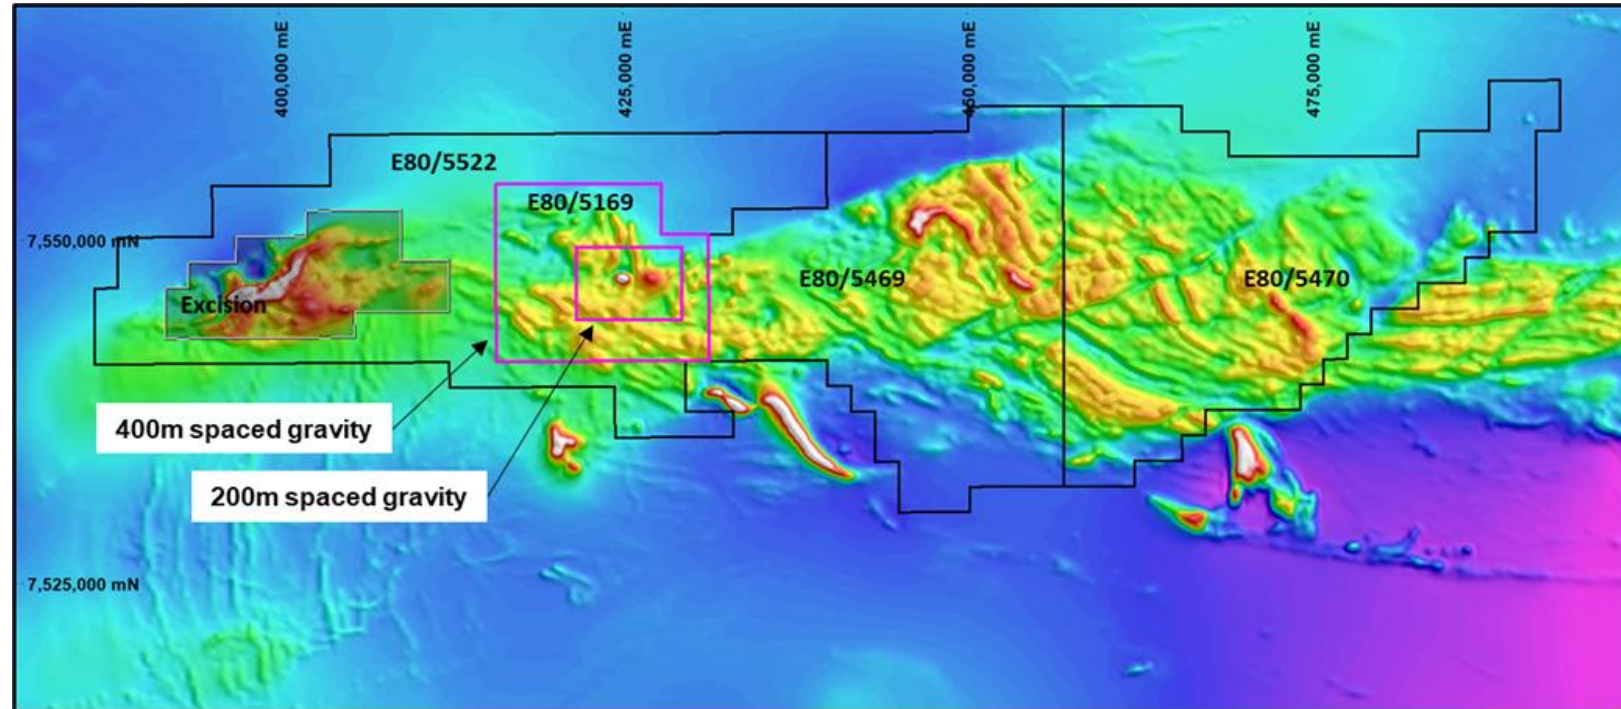 400,000 mE
425,000 mE
450,000 mE
475,000 mE
E80/5522
E80/5169
7,550,000 mN
E80/5469
E80/5470
Excision
400m spaced gravity
200m spaced gravity
7,525,000 mN